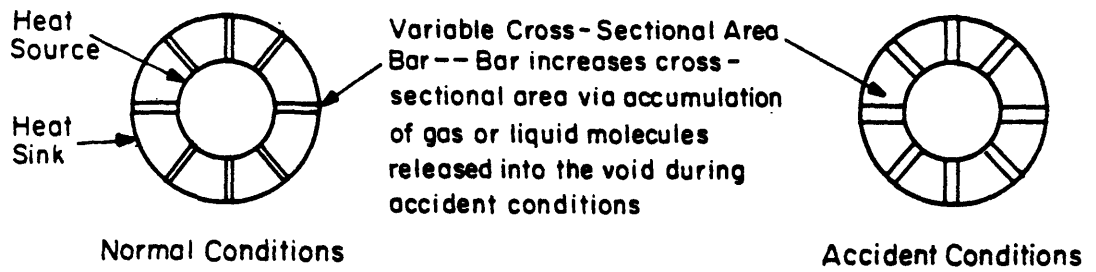 Heat
Source
Heat
Sink
Variable Cross-Sectional Area
Bar-- Bar increases cross-
sectional area via accumulation
of gas or liquid molecules
released into the void during
accident conditions
Normal Conditions
Accident Conditions